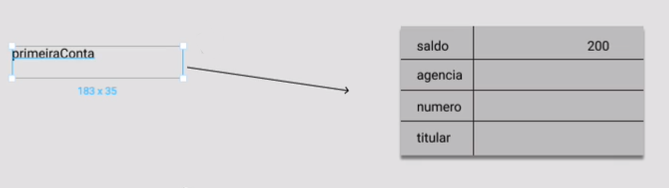 primeiraConta
183 x 35
saldo 200
agencia
numero
titular